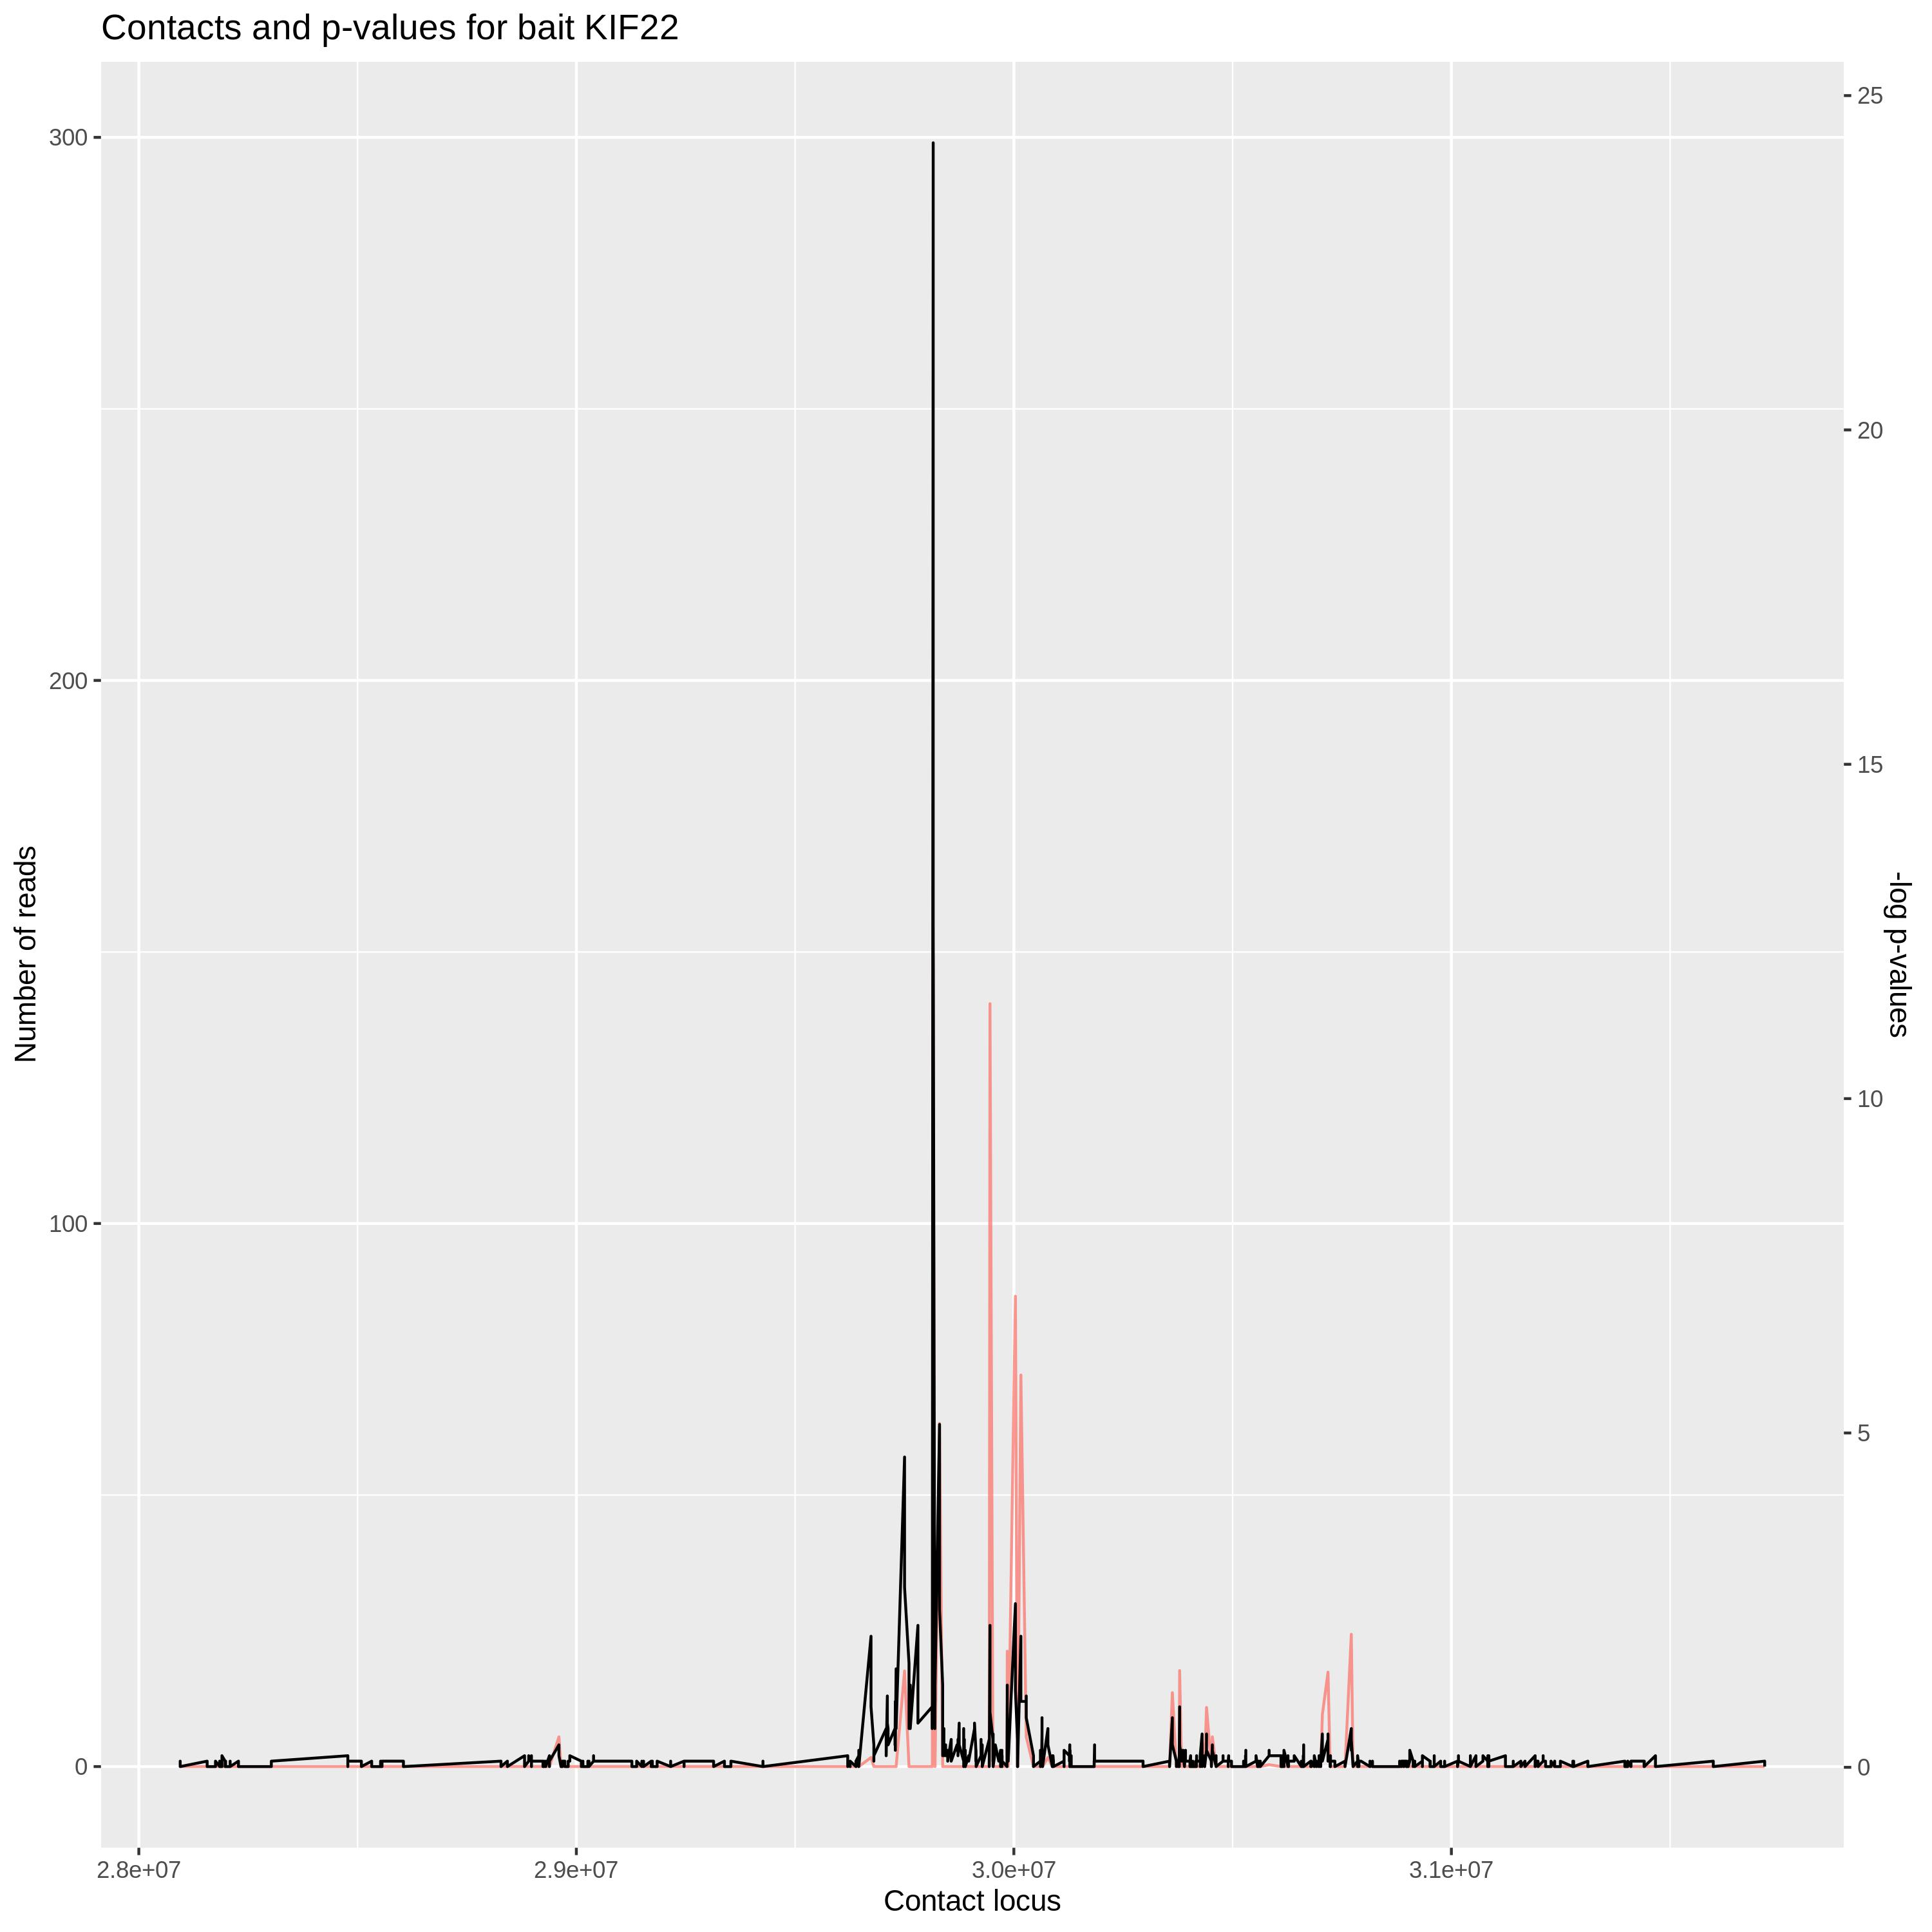 Contacts and p-values for bait KIF22
300
200
100
0
Number of reads
25
20
15
10
5
0
-log p-values
2.8e+07
2.9e+07
3.0e+07
3.1e+07
Contact locus